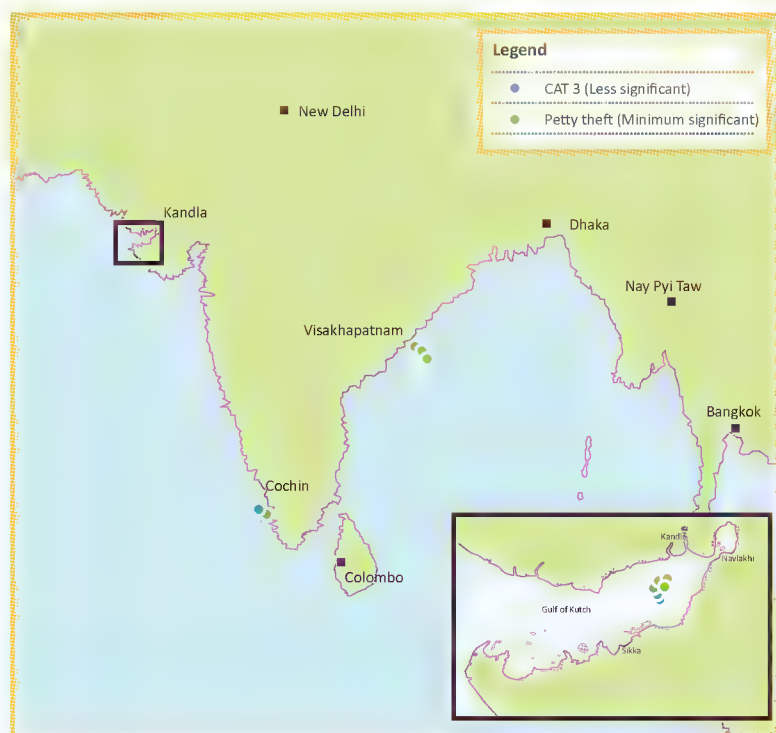 Legend
CAT 3 (Less significant)
Petty theft (Minimum significant)
New Delhi
Kandla
Dhaka
Nay Pyi Taw
Visakhapatnam
Bangkok
Cochin
Colombo
Kandla
Navlakhi
Gulf of Kutch
Sikka